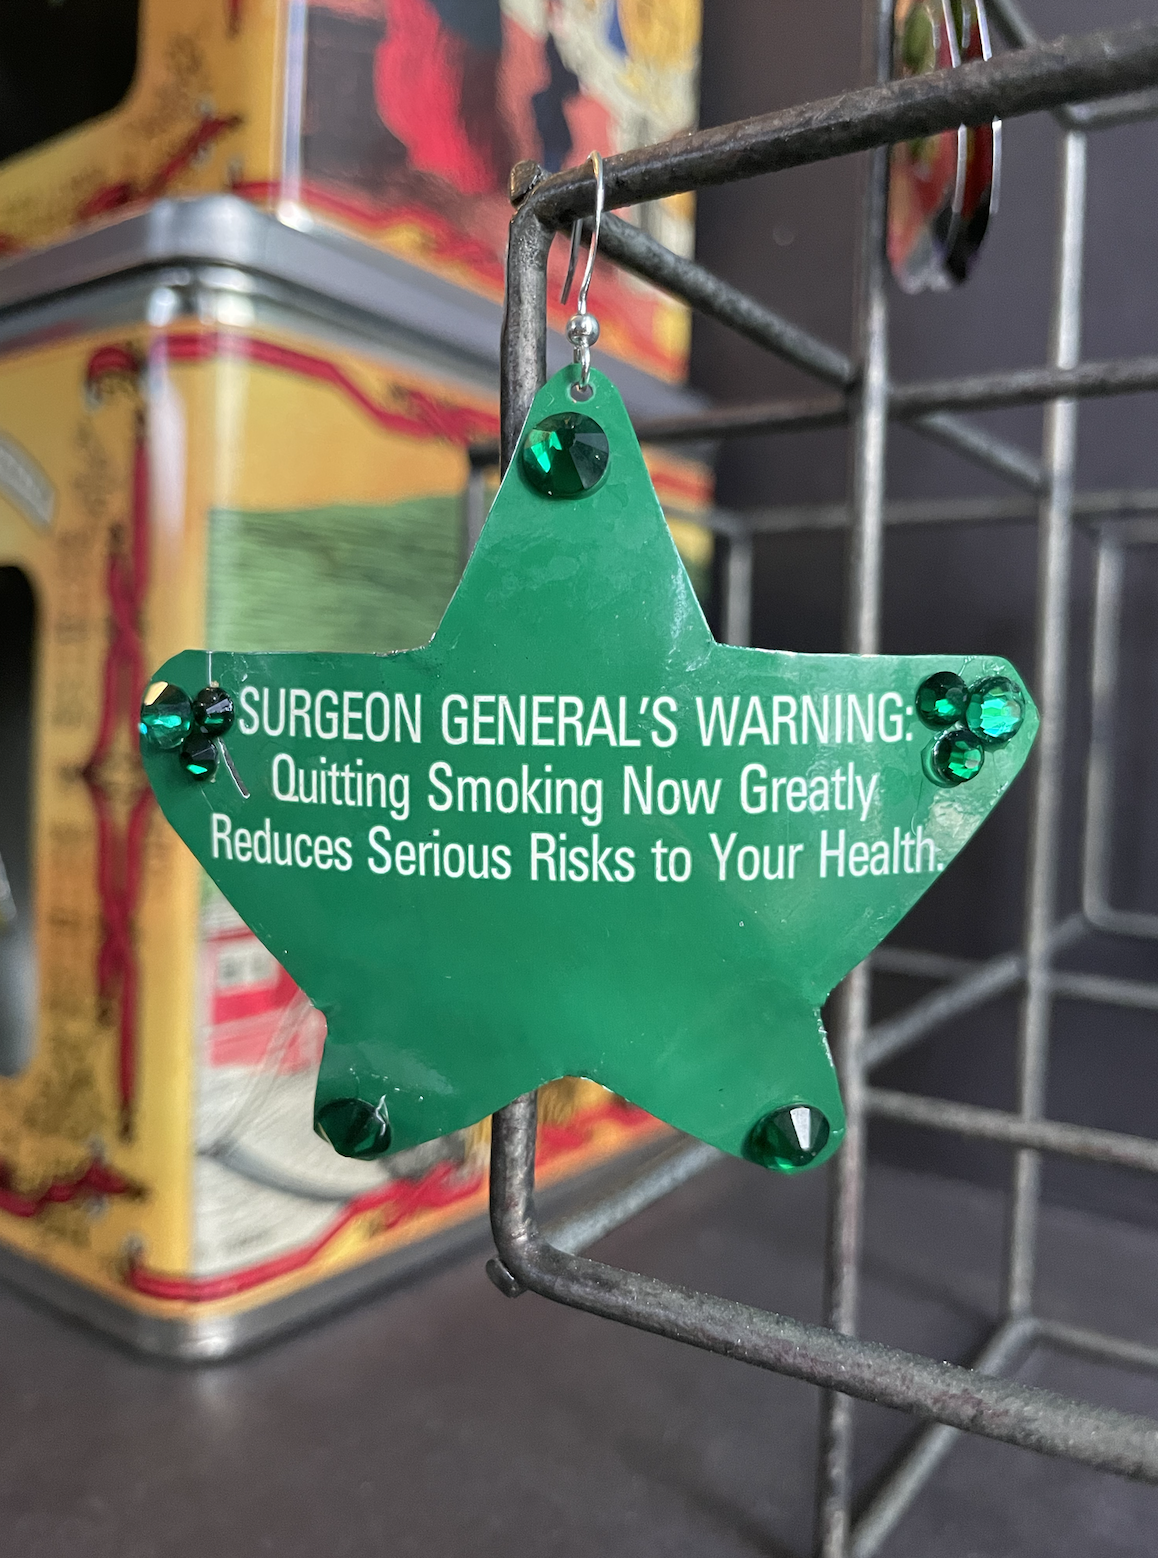 SURGEON GENERAL'S WARNING:
Quitting Smoking Now Greatly
Reduces Serious Risks to Your Health.